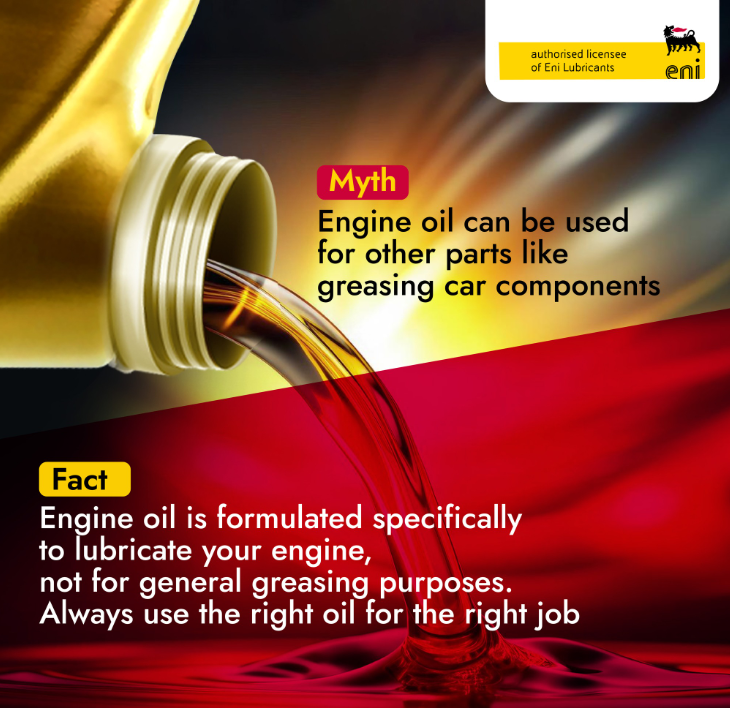 authorised licensee
of Eni Lubricants
eni
Myth
Engine oil can be used
for other parts like
greasing car components
Fact
Engine oil is formulated specifically
to lubricate your engine,
not for general greasing purposes.
Always use the right oil for the right job